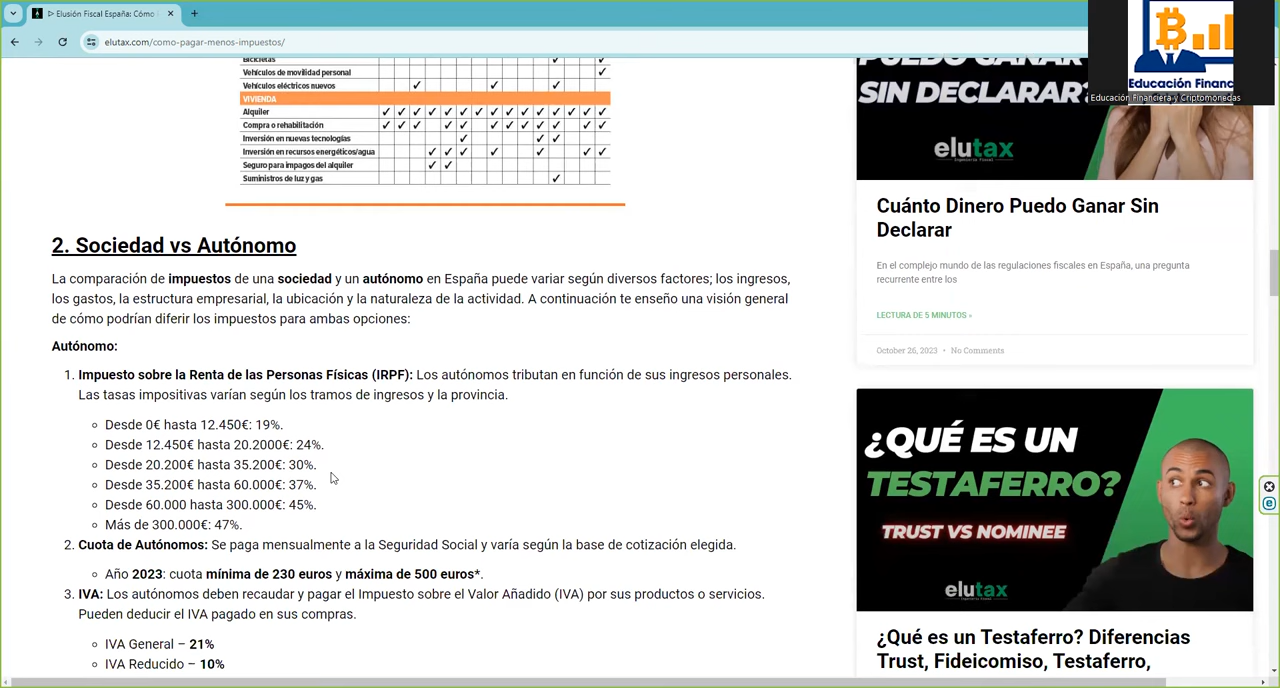 ▷ Elusión Fiscal España: Cómo
elutax.com/como-pagar-menos-impuestos/
Bicicletas
Vehículos de movilidad personal
Vehículos eléctricos nuevos
VIVIENDA
Alquiler
Compra o rehabilitación
Inversión en nuevas tecnologías
Inversión en recursos energéticos/agua
Seguro para impagos del alquiler
Suministros de luz y gas
2. Sociedad vs Autónomo
La comparación de impuestos de una sociedad y un autónomo en España puede variar según diversos factores; los ingresos,
los gastos, la estructura empresarial, la ubicación y la naturaleza de la actividad. A continuación te enseño una visión general
de cómo podrían diferir los impuestos para ambas opciones:
Autónomo:
1. Impuesto sobre la Renta de las Personas Físicas (IRPF): Los autónomos tributan en función de sus ingresos personales.
Las tasas impositivas varían según los tramos de ingresos y la provincia.
Desde 0€ hasta 12.450€: 19%.
Desde 12.450€ hasta 20.2000€: 24%.
Desde 20.200€ hasta 35.200€: 30%.
Desde 35.200€ hasta 60.000€: 37%.
Desde 60.000 hasta 300.000€: 45%.
Más de 300.000€: 47%.
2. Cuota de Autónomos: Se paga mensualmente a la Seguridad Social y varía según la base de cotización elegida.
Año 2023: cuota mínima de 230 euros y máxima de 500 euros*.
3. IVA: Los autónomos deben recaudar y pagar el Impuesto sobre el Valor Añadido (IVA) por sus productos o servicios.
Pueden deducir el IVA pagado en sus compras.
IVA General – 21%
IVA Reducido – 10%
PUEDO GANAR
SIN DECLARAR?
elutax
Ingeniería Fiscal
Cuánto Dinero Puedo Ganar Sin
Declarar
En el complejo mundo de las regulaciones fiscales en España, una pregunta
recurrente entre los
LECTURA DE 5 MINUTOS »
October 26, 2023 • No Comments
¿QUÉ ES UN
TESTAFERRO?
TRUST VS NOMINEE
elutax
¿Qué es un Testaferro? Diferencias
Trust, Fideicomiso, Testaferro,
Educación Financ
Educación Financiera y Criptomonedas